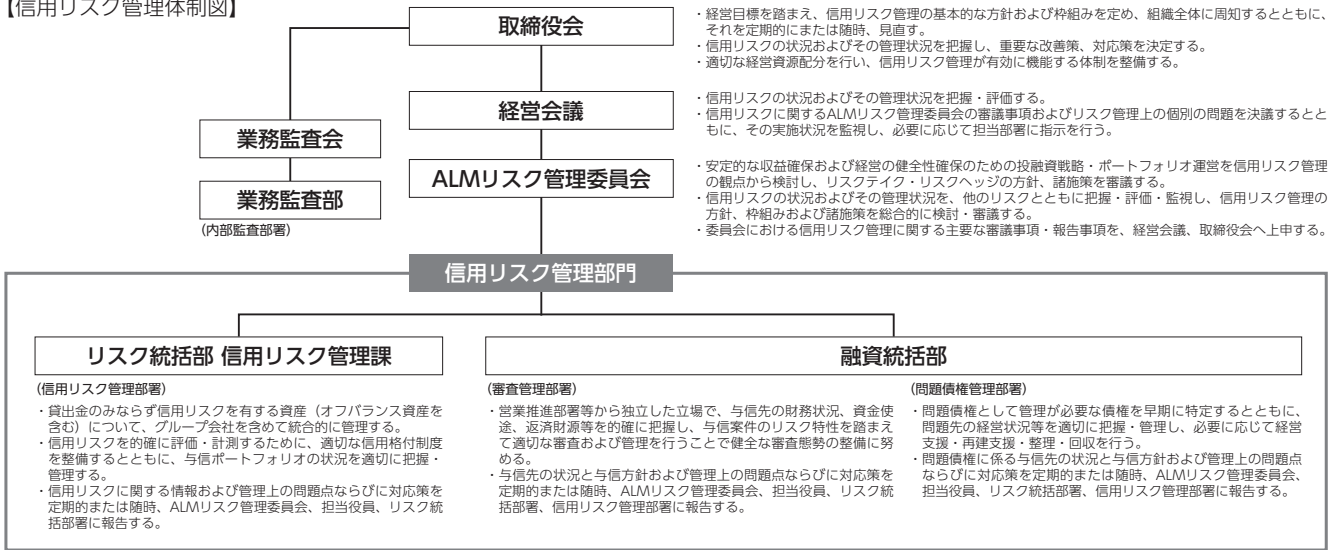 【信用リスク管理体制図】
取締役会
・経営目標を踏まえ、信用リスク管理の基本的な方針および枠組みを定め、組織全体に周知するとともに、
それを定期的にまたは随時、見直す。
・信用リスクの状況およびその管理状況を把握し、重要な改善策、対応策を決定する。
・適切な経営資源配分を行い、信用リスク管理が有効に機能する体制を整備する。
経営会議
・信用リスクの状況およびその管理状況を把握・評価する。
・信用リスクに関するALMリスク管理委員会の審議事項およびリスク管理上の個別の問題を決議するとと
もに、その実施状況を監視し、必要に応じて担当部署に指示を行う。
業務監査会
業務監査部
(内部監査部署)
ALMリスク管理委員会
・安定的な収益確保および経営の健全性確保のための投融資戦略・ポートフォリオ運営を信用リスク管理
の観点から検討し、リスクテイク・リスクヘッジの方針、諸施策を審議する。
・信用リスクの状況およびその管理状況を、他のリスクとともに把握・評価・監視し、信用リスク管理の
方針、枠組みおよび諸施策を総合的に検討・審議する。
・委員会における信用リスク管理に関する主要な審議事項・報告事項を、経営会議、取締役会へ上申する。
信用リスク管理部門
リスク統括部 信用リスク管理課
(信用リスク管理部署)
・貸出金のみならず信用リスクを有する資産（オフバランス資産を
含む）について、グループ会社を含めて統合的に管理する。
・信用リスクを的確に評価・計測するために、適切な信用格付制度
を整備するとともに、与信ポートフォリオの状況を適切に把握・
管理する。
・信用リスクに関する情報および管理上の問題点ならびに対応策を
定期的または随時、ALMリスク管理委員会、担当役員、リスク統
括部署に報告する。
融資統括部
(審査管理部署)
・営業推進部署等から独立した立場で、与信先の財務状況、資金使
途、返済財源等を的確に把握し、与信案件のリスク特性を踏まえ
て適切な審査および管理を行うことで健全な審査態勢の整備に努
める。
・与信先の状況と与信方針および管理上の問題点ならびに対応策を
定期的または随時、ALMリスク管理委員会、担当役員、リスク統
括部署、信用リスク管理部署に報告する。
(問題債権管理部署)
・問題債権として管理が必要な債権を早期に特定するとともに、
問題先の経営状況等を適切に把握・管理し、必要に応じて経営
支援・再建支援・整理・回収を行う。
・問題債権に係る与信先の状況と与信方針および管理上の問題点
ならびに対応策を定期的または随時、ALMリスク管理委員会、
担当役員、リスク統括部署、信用リスク管理部署に報告する。